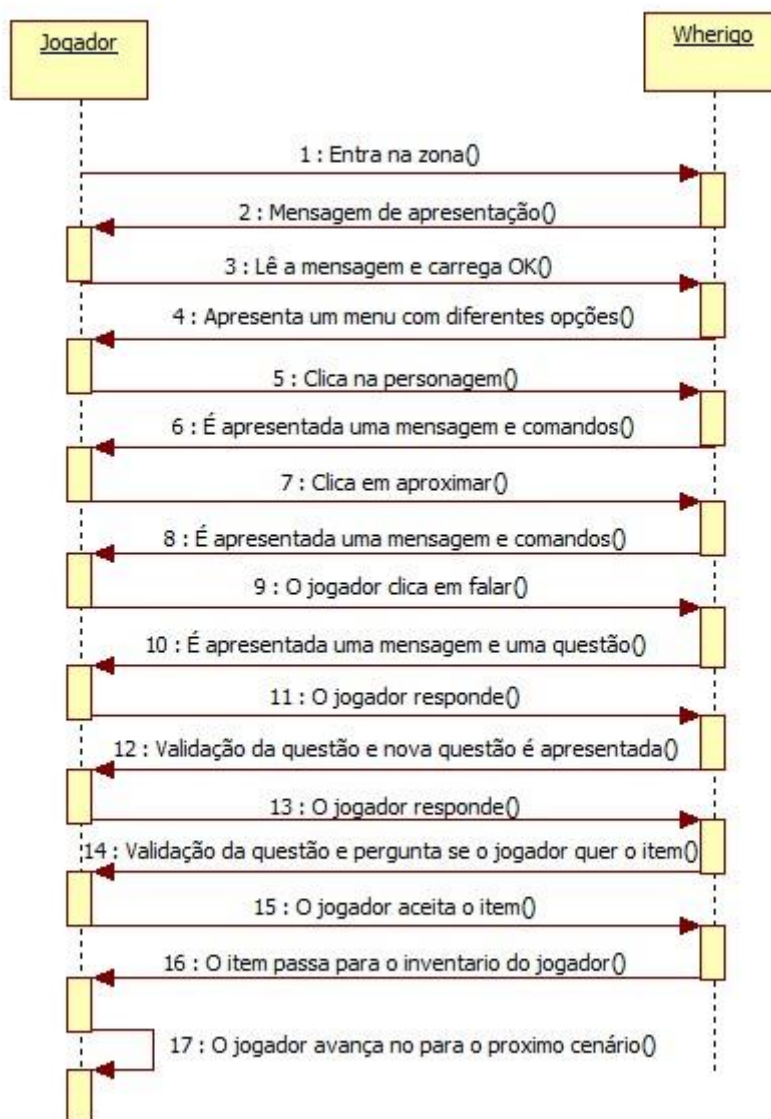 Jogador
Wherigo
1 : Entra na zona()
2 : Mensagem de apresentação()
3 : Lê a mensagem e carrega OK()
4 : Apresenta um menu com diferentes opções()
5 : Clica na personagem()
6 : É apresentada uma mensagem e comandos()
7 : Clica em aproximar()
8 : É apresentada uma mensagem e comandos()
9 : O jogador clica em falar()
10 : É apresentada uma mensagem e uma questão()
11 : O jogador responde()
12 : Validação da questão e nova questão é apresentada()
13 : O jogador responde()
14 : Validação da questão e pergunta se o jogador quer o item()
15 : O jogador aceita o item()
16 : O item passa para o inventario do jogador()
17 : O jogador avança no para o proximo cenário()